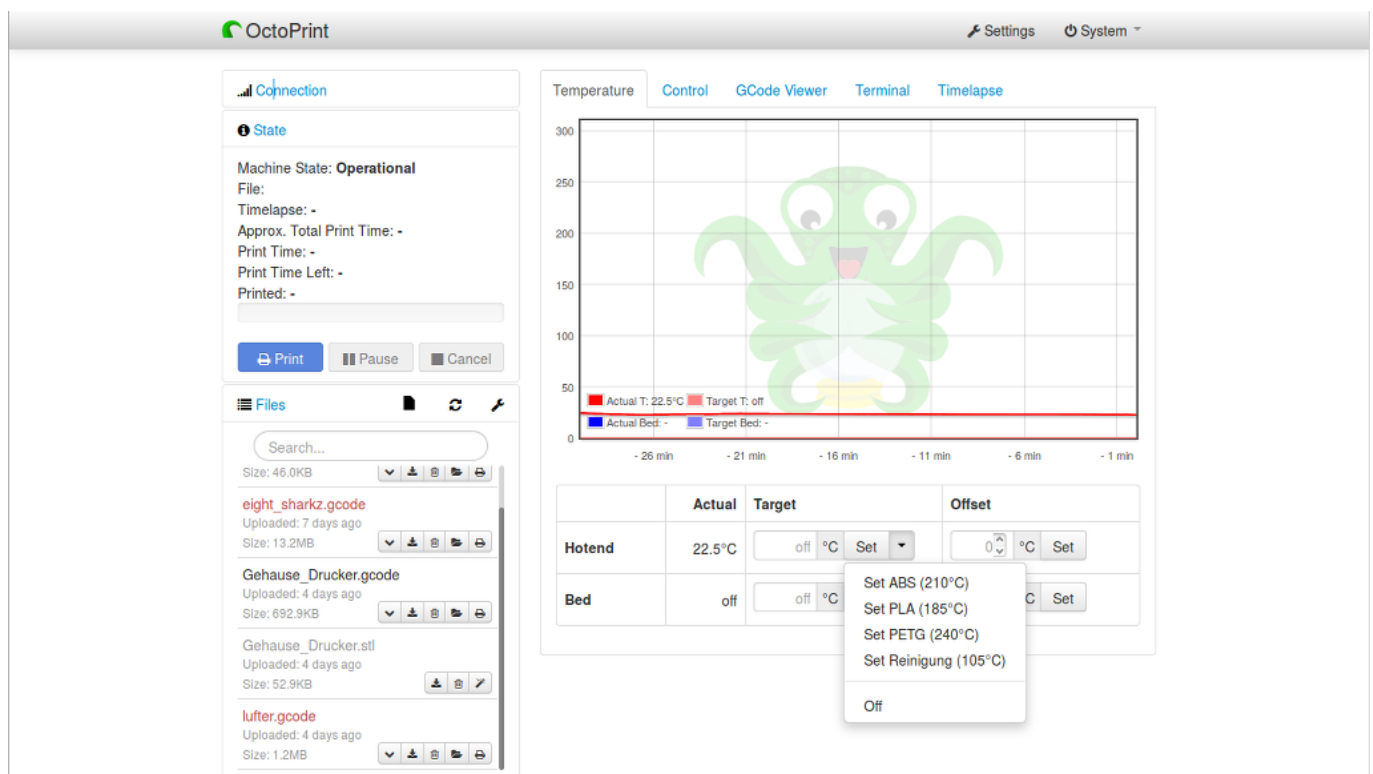 OctoPrint
Settings
System
Connection
State
Machine State: Operational
File:
Timelapse: -
Approx. Total Print Time: -
Print Time: -
Print Time Left: -
Printed: -
Print
Pause
Cancel
Files
Search...
Size: 46.0KB
eight_sharkz.gcode
Uploaded: 7 days ago
Size: 13.2MB
Gehause_Drucker.gcode
Uploaded: 4 days ago
Size: 692.9KB
Gehause_Drucker.stl
Uploaded: 4 days ago
Size: 52.9KB
lufter.gcode
Uploaded: 4 days ago
Size: 1.2MB
Temperature Control GCode Viewer Terminal Timelapse
300
250
200
150
100
50
0
Actual T: 22.5°C Target T: off
Actual Bed: - Target Bed: -
- 26 min - 21 min - 16 min - 11 min - 6 min - 1 min
Actual Target Offset
Hotend 22.5°C off °C Set 0 °C Set
Bed off off °C C Set
Set ABS (210°C)
Set PLA (185°C)
Set PETG (240°C)
Set Reinigung (105°C)
Off